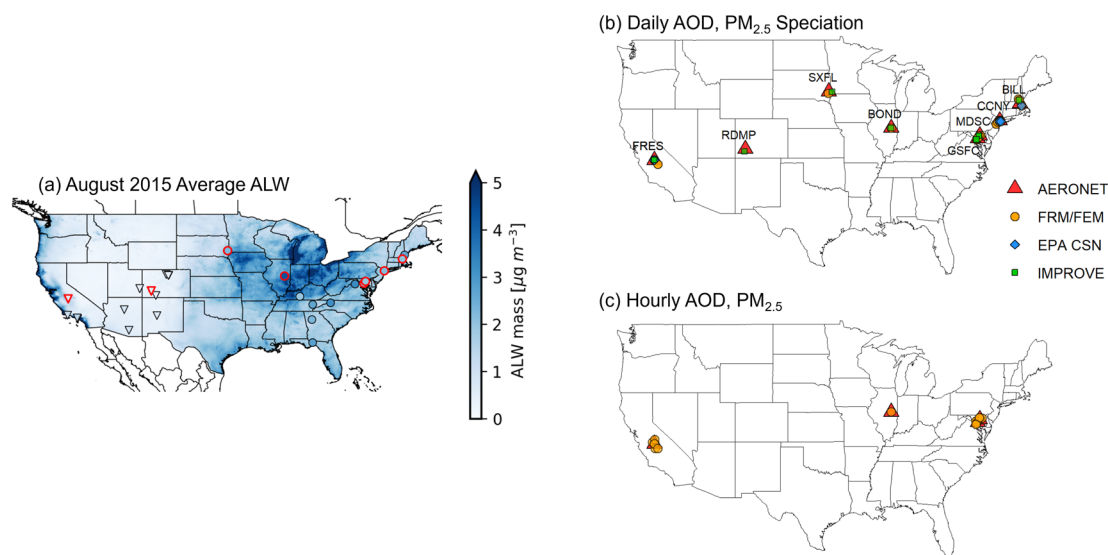 (a) August 2015 Average ALW
5
4
3
2
1
0
ALW mass [μg m⁻³]
(b) Daily AOD, PM₂.₅ Speciation
SXFL
BILL
CCNY
BOND
MDSC
RDMP
FRES
GSFC
AERONET
FRM/FEM
EPA CSN
IMPROVE
(c) Hourly AOD, PM₂.₅